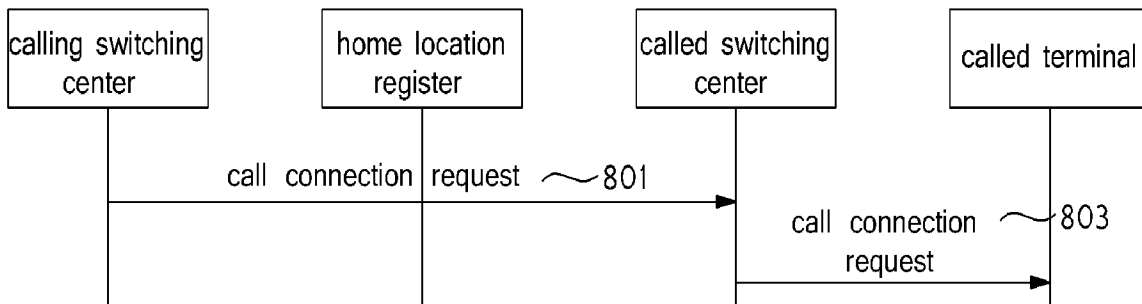 calling switching
center
home location
register
called switching
center
called terminal
call connection request 801
call connection 803
request